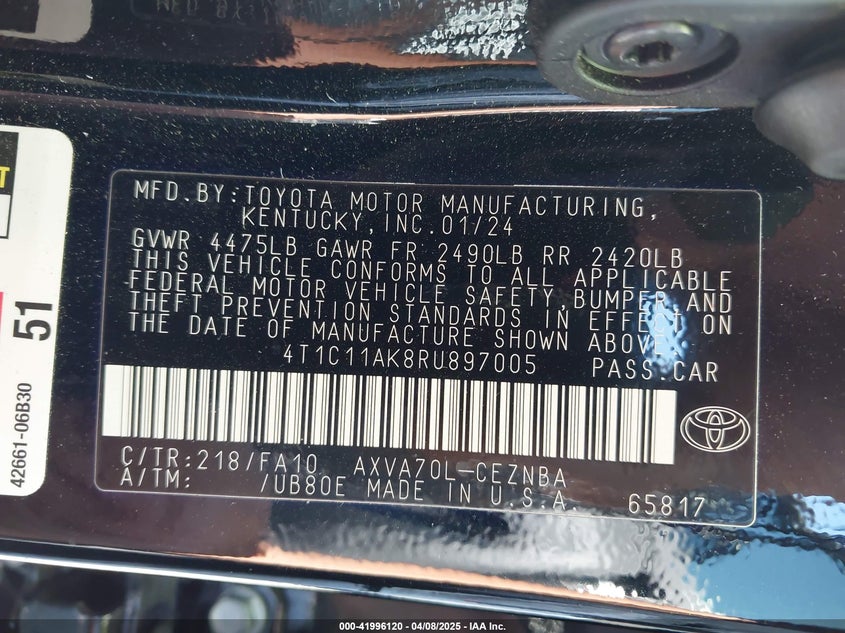 MFD.BY:TOYOTA MOTOR MANUFACTURING,
KENTUCKY,INC.01/24
GVWR 4475LB GAWR FR 2490LB RR 2420LB
THIS VEHICLE CONFORMS TO ALL APPLICABLE
FEDERAL MOTOR VEHICLE SAFETY,BUMPER,AND
THEFT PREVENTION STANDARDS IN EFFECT ON
THE DATE OF MANUFACTURE SHOWN ABOVE.
4T1C11AK8RU897005 PASS.CAR
C/TR:218/FA10 AXVA70L-CEZNBA
A/TM: /UB80E MADE IN U.S.A. 65817
51
42661-06B30
000-41996120 - 04/08/2025 - IAA Inc.